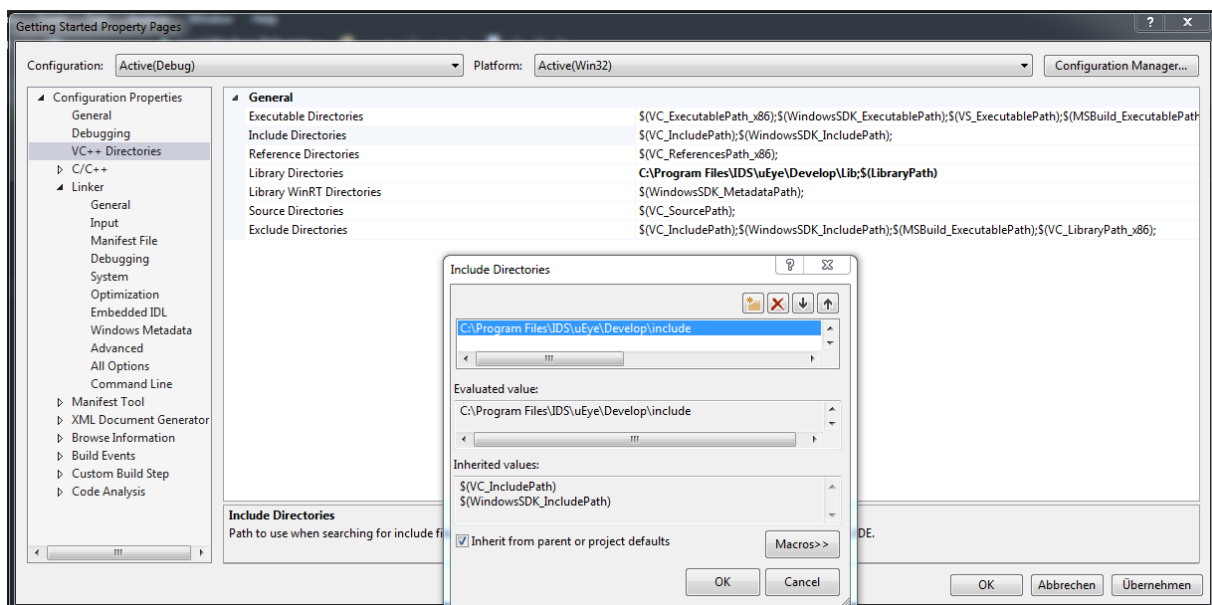 Help
Getting Started Property Pages
Configuration: Active(Debug) Platform: Active(Win32) Configuration Manager...
Configuration Properties
General
Debugging
VC++ Directories
C/C++
Linker
General
Input
Manifest File
Debugging
System
Optimization
Embedded IDL
Windows Metadata
Advanced
All Options
Command Line
Manifest Tool
XML Document Generator
Browse Information
Build Events
Custom Build Step
Code Analysis
General
Executable Directories $(VC_ExecutablePath_x86);$(WindowsSDK_ExecutablePath);$(VS_ExecutablePath);$(MSBuild_ExecutablePath
Include Directories $(VC_IncludePath);$(WindowsSDK_IncludePath);
Reference Directories $(VC_ReferencesPath_x86);
Library Directories C:\Program Files\IDS\uEye\Develop\Lib;$(LibraryPath)
Library WinRT Directories $(WindowsSDK_MetadataPath);
Source Directories $(VC_SourcePath);
Exclude Directories $(VC_IncludePath);$(WindowsSDK_IncludePath);$(MSBuild_ExecutablePath);$(VC_LibraryPath_x86);
Include Directories
C:\Program Files\IDS\uEye\Develop\include
Evaluated value:
C:\Program Files\IDS\uEye\Develop\include
Inherited values:
$(VC_IncludePath)
$(WindowsSDK_IncludePath)
Inherit from parent or project defaults Macros>>
OK Cancel
Include Directories
Path to use when searching for include fi DE.
OK Abbrechen Übernehmen